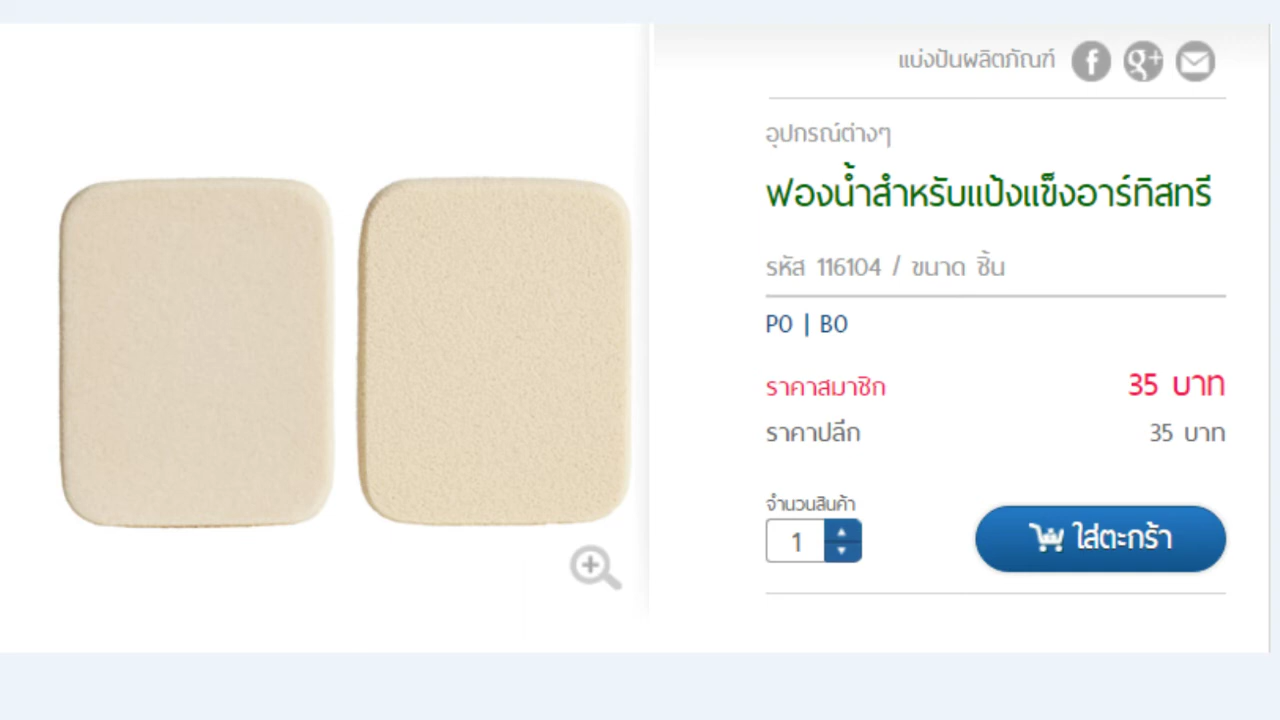 แบ่งปันผลิตภัณฑ์ f g+
อุปกรณ์ต่างๆ
ฟองน้ำสำหรับแป้งแข็งอาร์ทิสทรี
รหัส 116104 / ขนาด ชิ้น
P0 | B0
ราคาสมาชิก 35 บาท
ราคาปลีก 35 บาท
จำนวนสินค้า
1 ใส่ตะกร้า